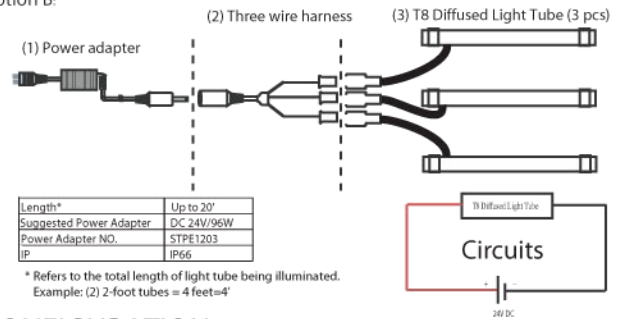 (2) Three wire harness
(3) T8 Diffused Light Tube (3 pcs)
(1) Power adapter
Length* Up to 20'
Suggested Power Adapter DC 24V/96W
Power Adapter NO. STPE1203
IP IP66
* Refers to the total length of light tube being illuminated.
Example: (2) 2-foot tubes = 4 feet=4'
T8 Diffused Light Tube
Circuits
+ −
24V DC